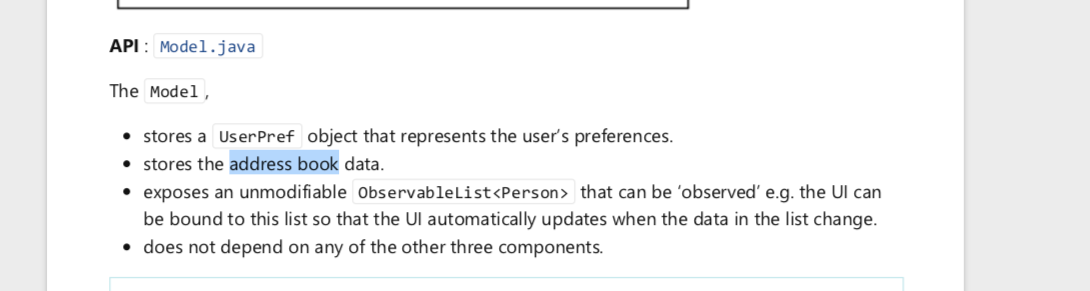 API : Model.java
The Model,
• stores a UserPref object that represents the user’s preferences.
• stores the address book data.
• exposes an unmodifiable ObservableList<Person> that can be ‘observed’ e.g. the UI can
be bound to this list so that the UI automatically updates when the data in the list change.
• does not depend on any of the other three components.